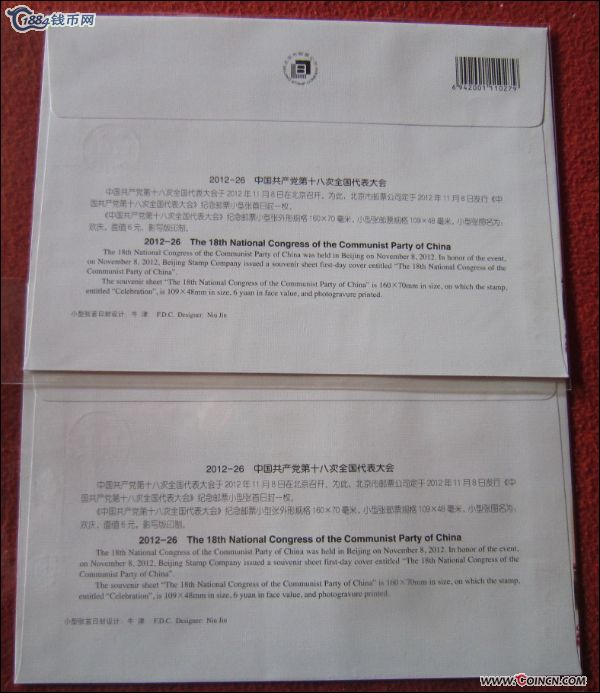 1884钱币网
6 942001 110279
2012-26 中国共产党第十八次全国代表大会
中国共产党第十八次全国代表大会于2012年11月8日在北京召开。为此，北京市邮票公司定于2012年11月8日发行《中
国共产党第十八次全国代表大会》纪念邮票小型张首日封一枚。
《中国共产党第十八次全国代表大会》纪念邮票小型张外形规格160×70毫米，小型张邮票规格109×48毫米，小型张图名为：
欢庆，面值6元。影写版印制。
2012-26 The 18th National Congress of the Communist Party of China
The 18th National Congress of the Communist Party of China was held in Beijing on November 8, 2012. In honor of the event,
on November 8, 2012, Beijing Stamp Company issued a souvenir sheet first-day cover entitled “The 18th National Congress of the
Communist Party of China”.
The souvenir sheet “The 18th National Congress of the Communist Party of China” is 160×70mm in size, on which the stamp,
entitled “Celebration”, is 109×48mm in size, 6 yuan in face value, and photogravure printed.
小型张首日封设计：牛 津 F.D.C. Designer: Niu Jin
2012-26 中国共产党第十八次全国代表大会
中国共产党第十八次全国代表大会于2012年11月8日在北京召开。为此，北京市邮票公司定于2012年11月8日发行《中
国共产党第十八次全国代表大会》纪念邮票小型张首日封一枚。
《中国共产党第十八次全国代表大会》纪念邮票小型张外形规格160×70毫米，小型张邮票规格109×48毫米，小型张图名为：
欢庆，面值6元。影写版印制。
2012-26 The 18th National Congress of the Communist Party of China
The 18th National Congress of the Communist Party of China was held in Beijing on November 8, 2012. In honor of the event,
on November 8, 2012, Beijing Stamp Company issued a souvenir sheet first-day cover entitled “The 18th National Congress of the
Communist Party of China”.
The souvenir sheet “The 18th National Congress of the Communist Party of China” is 160×70mm in size, on which the stamp,
entitled “Celebration”, is 109×48mm in size, 6 yuan in face value, and photogravure printed.
小型张首日封设计：牛 津 F.D.C. Designer: Niu Jin
www.COINCN.com